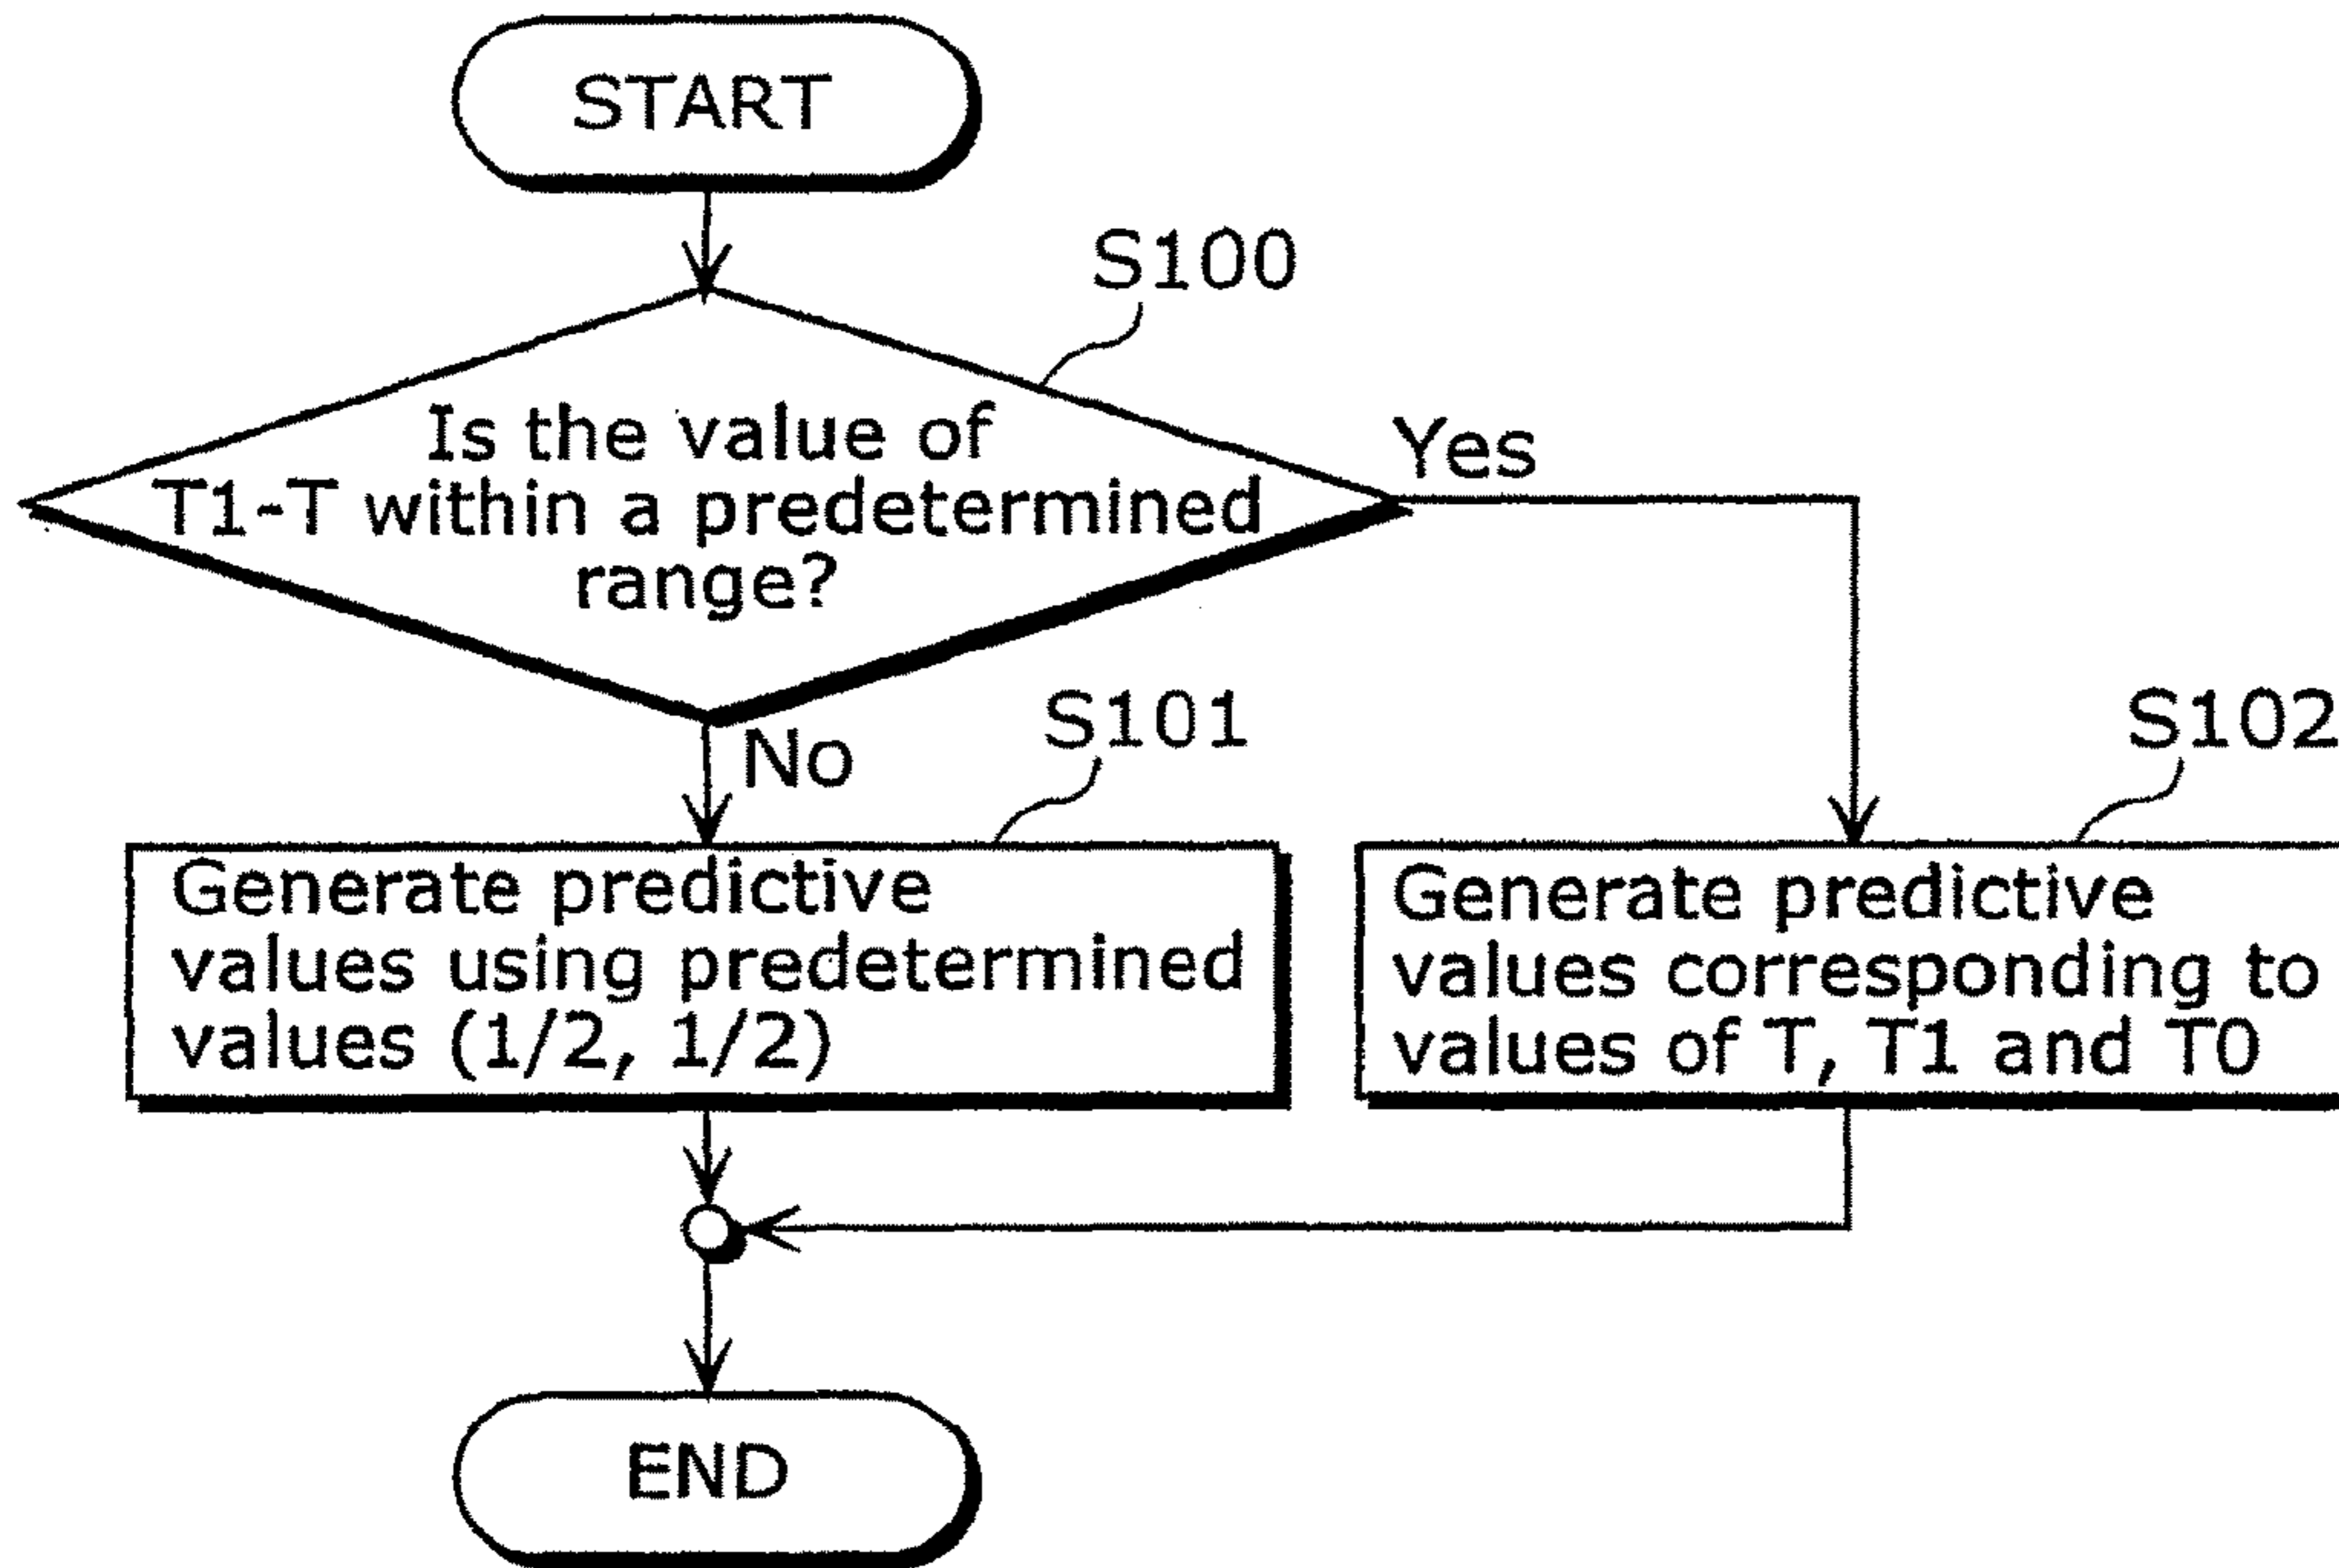 START
S100
Is the value of
T1-T within a predetermined
range?
Yes
No
S101
S102
Generate predictive
values using predetermined
values (1/2, 1/2)
Generate predictive
values corresponding to
values of T, T1 and T0
END